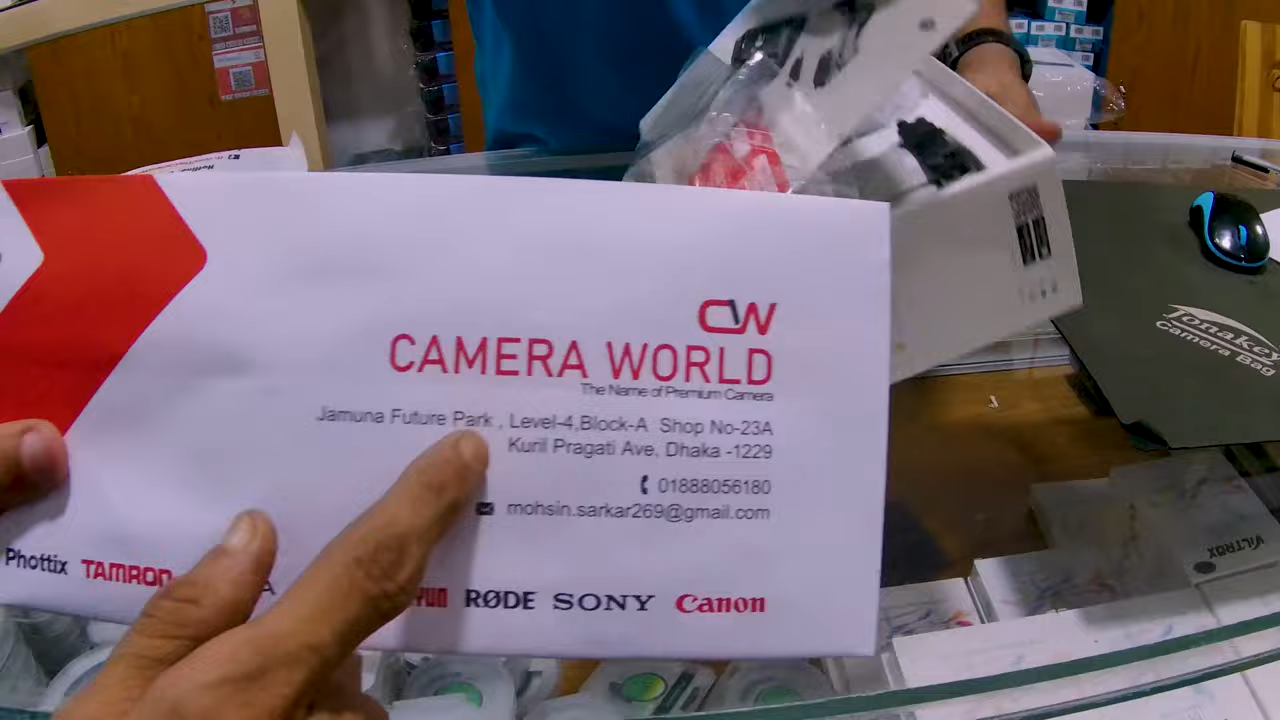 CW
CAMERA WORLD
The Name of Premium Camera
Jamuna Future Park , Level-4,Block-A Shop No-23A
Kuril Pragati Ave, Dhaka -1229
01888056180
mohsin.sarkar269@gmail.com
Phottix TAMRON RØDE SONY Canon
Jonakey
Camera Bag
VILTROX